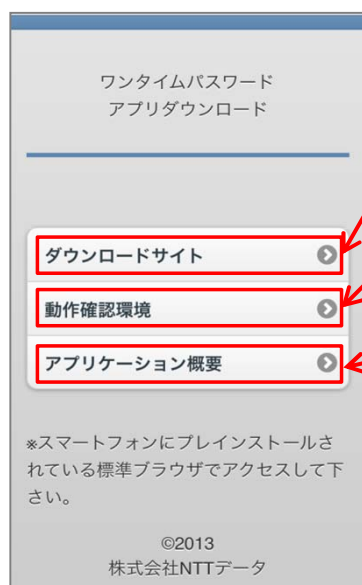 ワンタイムパスワード
アプリダウンロード
ダウンロードサイト
動作確認環境
アプリケーション概要
※スマートフォンにプレインストールさ
れている標準ブラウザでアクセスして下
さい。
©2013
株式会社NTTデータ